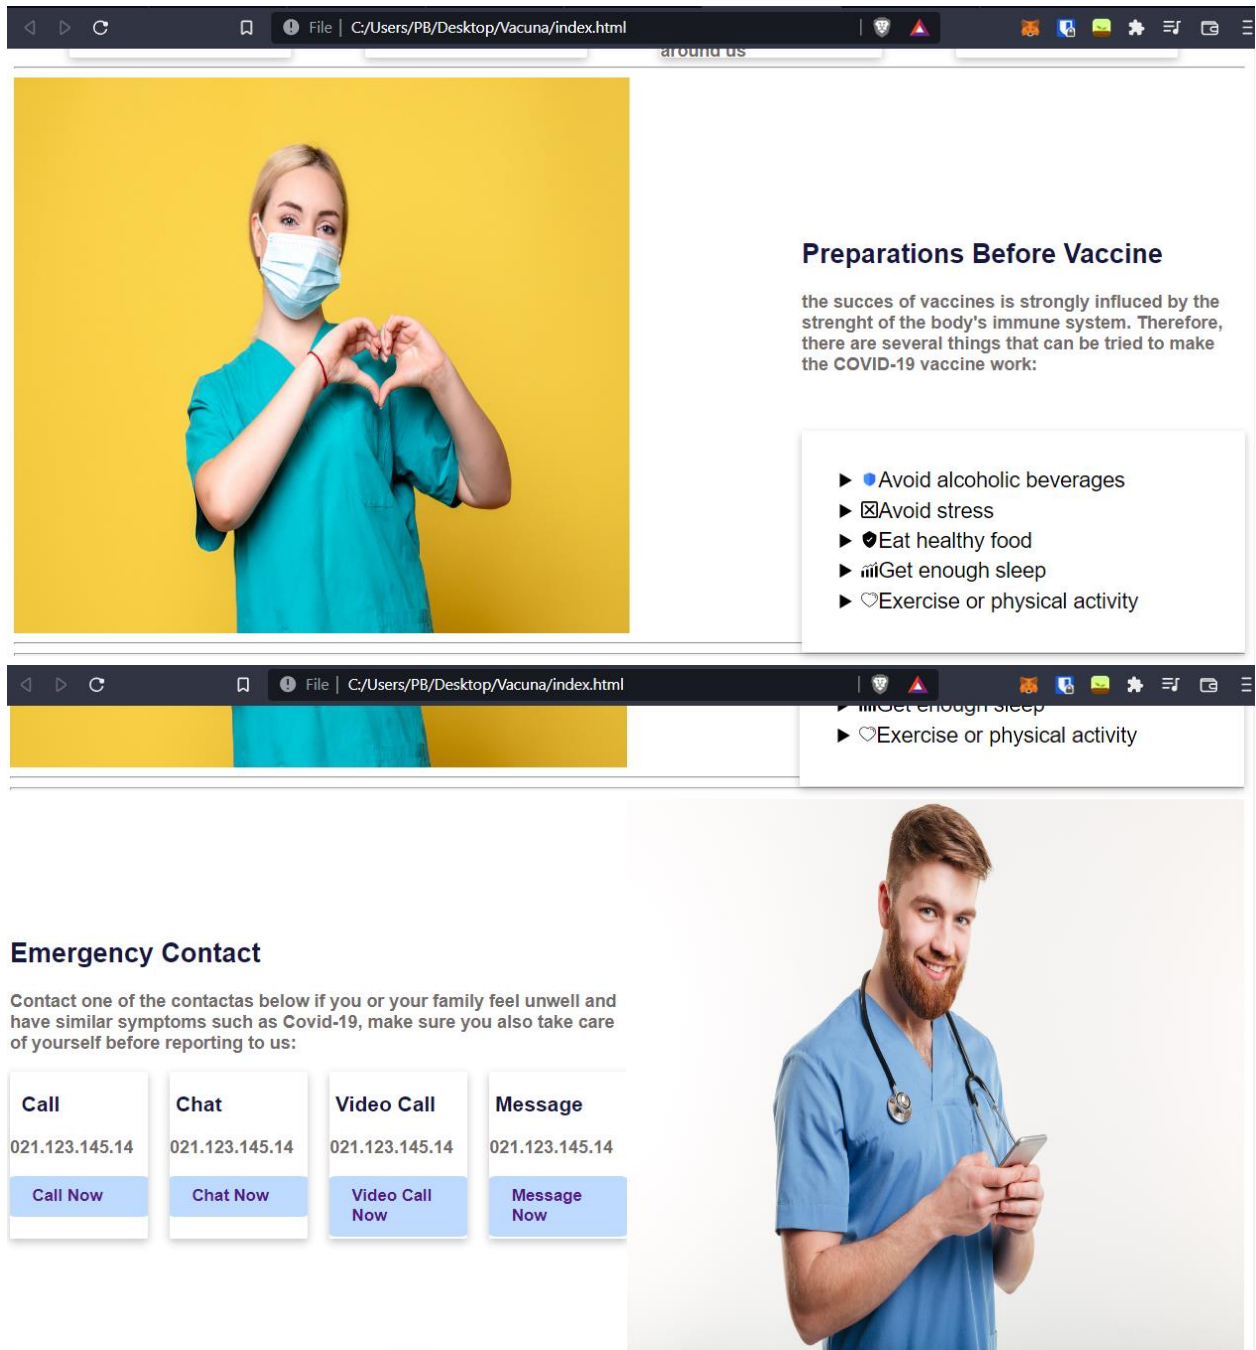 File | C:/Users/PB/Desktop/Vacuna/index.html
around us
Preparations Before Vaccine
the succes of vaccines is strongly influced by the
strenght of the body's immune system. Therefore,
there are several things that can be tried to make
the COVID-19 vaccine work:
Avoid alcoholic beverages
Avoid stress
Eat healthy food
Get enough sleep
Exercise or physical activity
File | C:/Users/PB/Desktop/Vacuna/index.html
Get enough sleep
Exercise or physical activity
Emergency Contact
Contact one of the contactas below if you or your family feel unwell and
have similar symptoms such as Covid-19, make sure you also take care
of yourself before reporting to us:
Call
Chat
Video Call
Message
021.123.145.14
021.123.145.14
021.123.145.14
021.123.145.14
Call Now
Chat Now
Video Call
Now
Message
Now